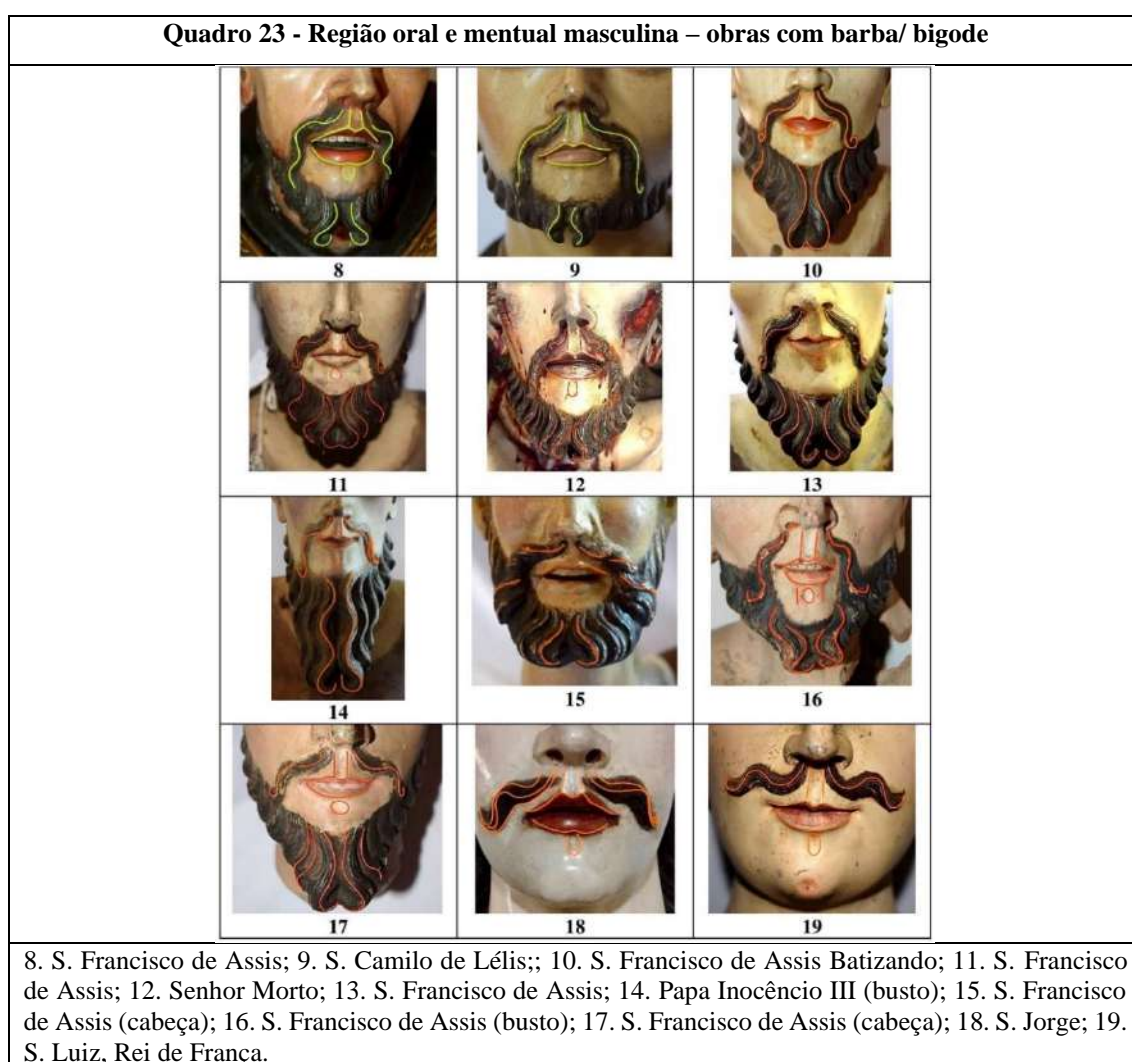 Quadro 23 - Região oral e mentual masculina – obras com barba/ bigode
8 9 10
11 12 13
14 15 16
17 18 19
8. S. Francisco de Assis; 9. S. Camilo de Lélis;; 10. S. Francisco de Assis Batizando; 11. S. Francisco
de Assis; 12. Senhor Morto; 13. S. Francisco de Assis; 14. Papa Inocêncio III (busto); 15. S. Francisco
de Assis (cabeça); 16. S. Francisco de Assis (busto); 17. S. Francisco de Assis (cabeça); 18. S. Jorge; 19.
S. Luiz, Rei de França.